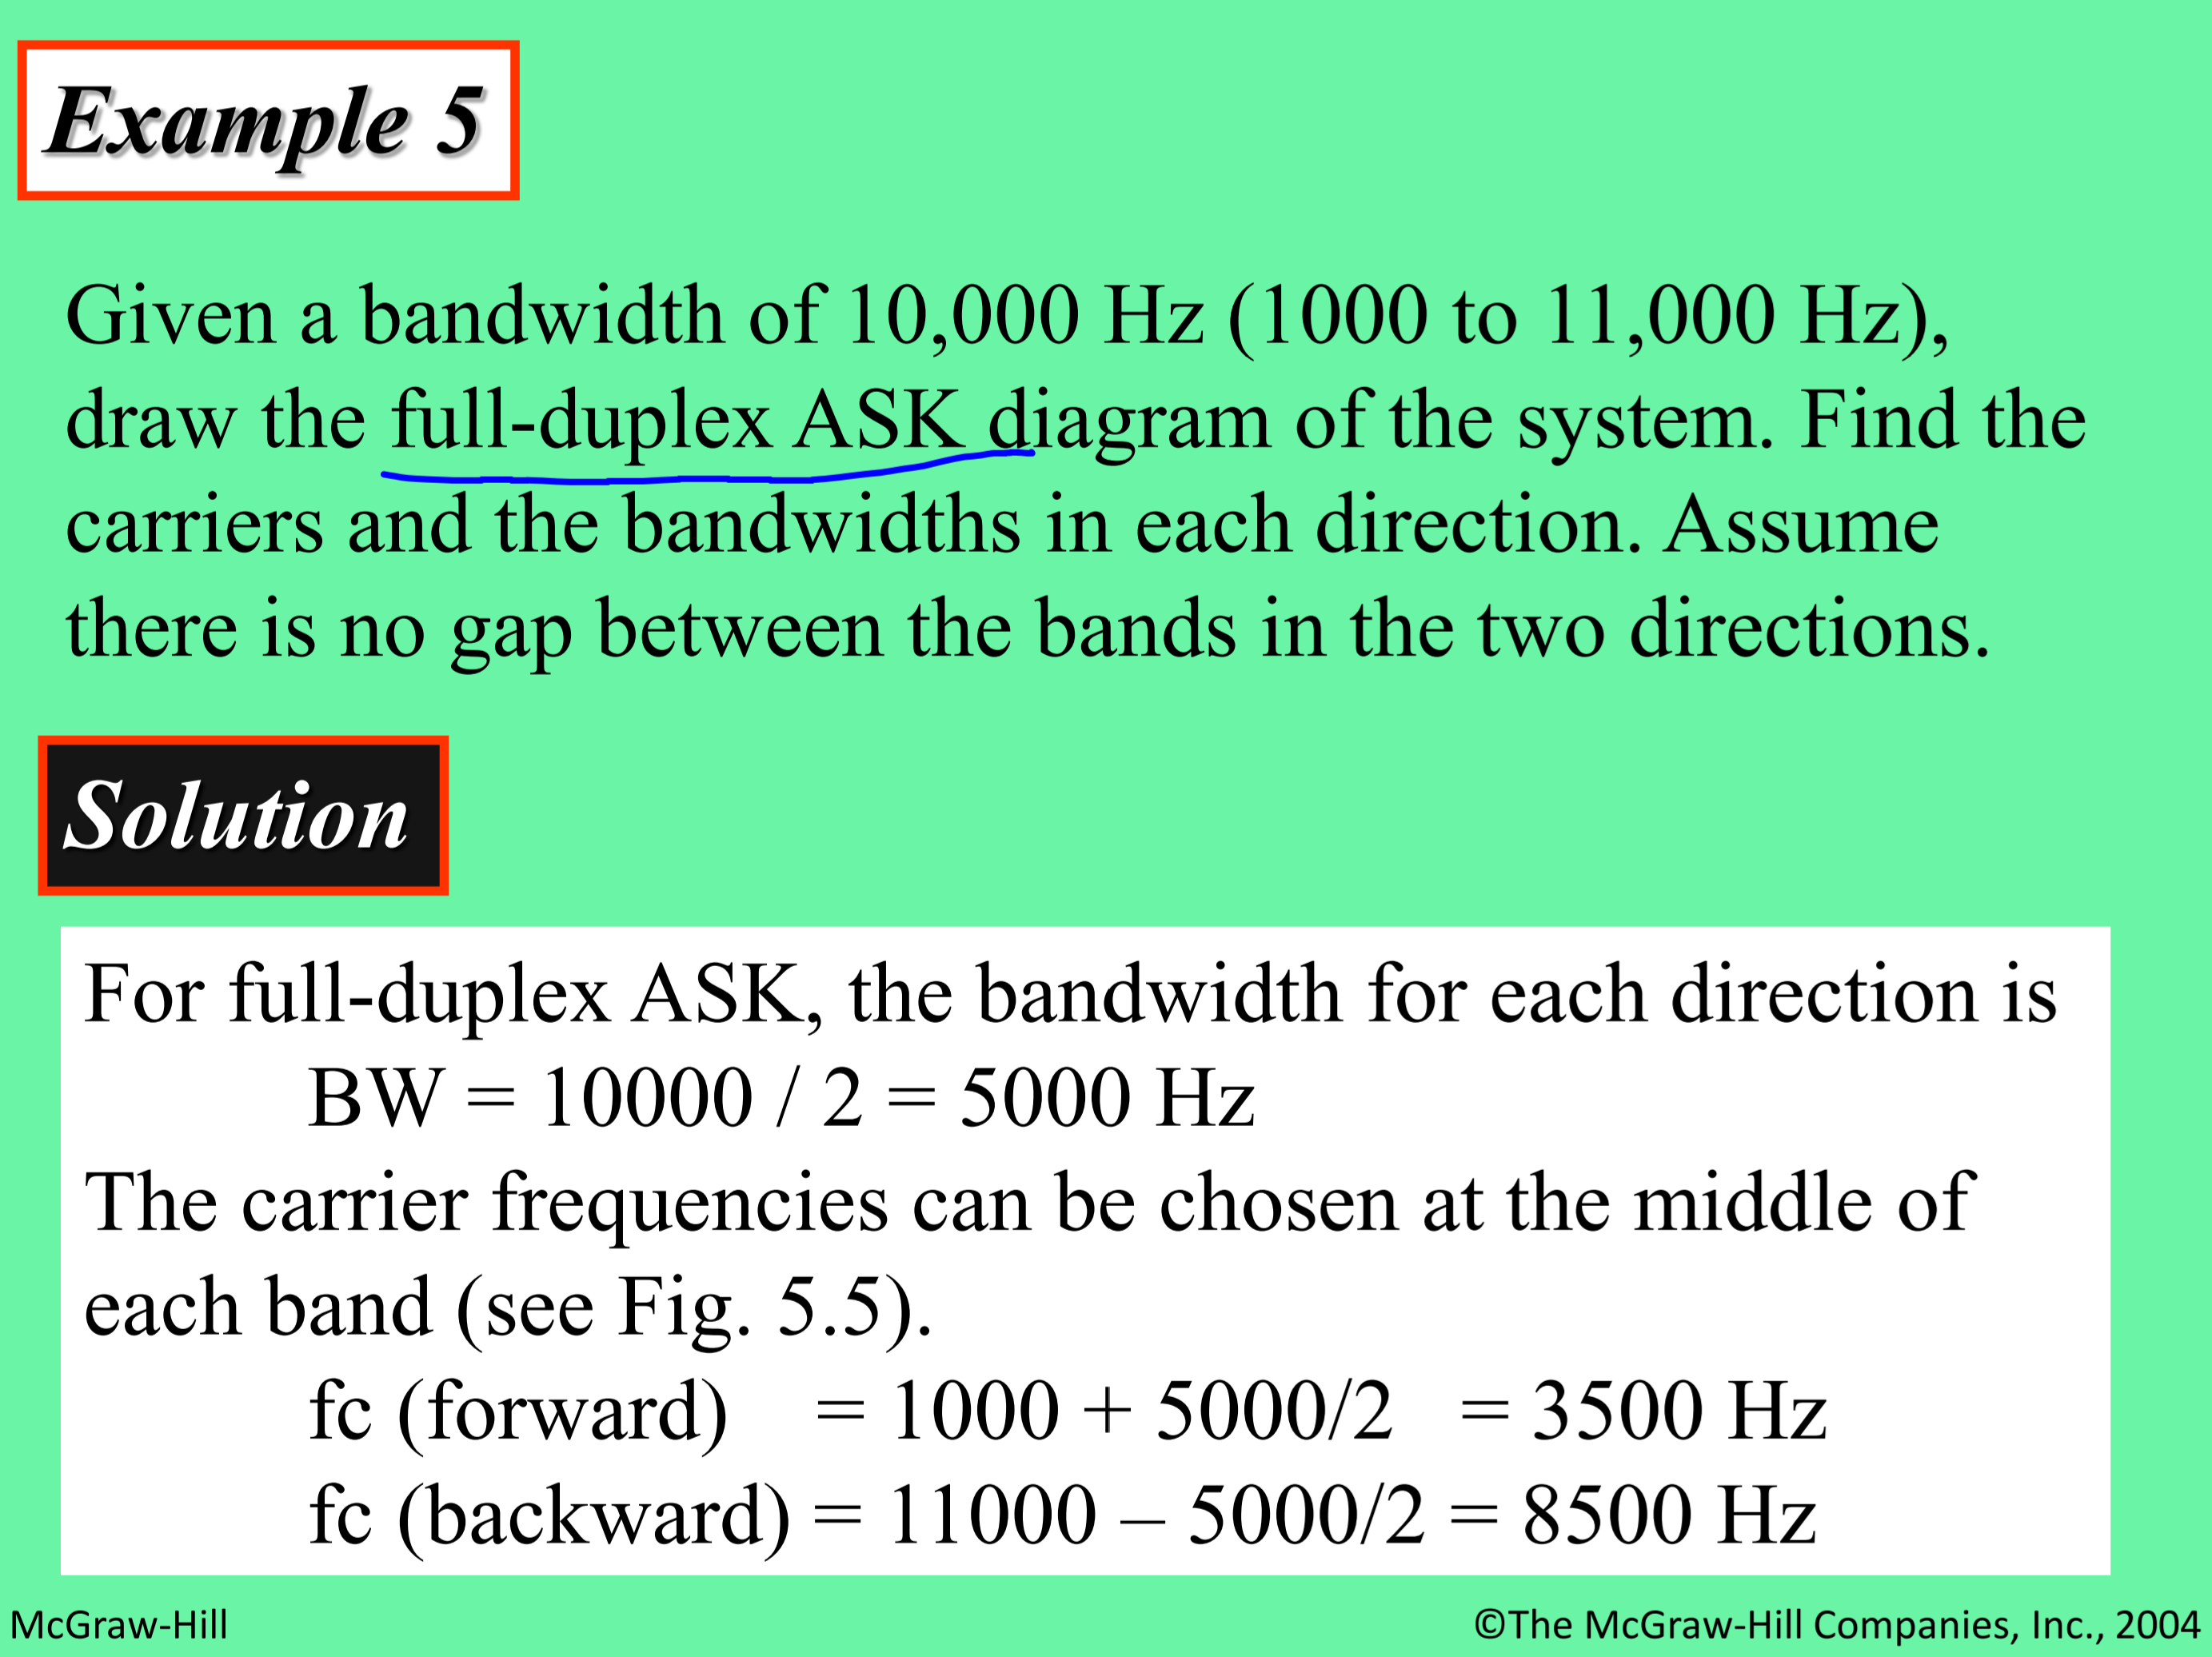 Example 5
Given a bandwidth of 10,000 Hz (1000 to 11,000 Hz),
draw the full-duplex ASK diagram of the system. Find the
carriers and the bandwidths in each direction. Assume
there is no gap between the bands in the two directions.
Solution
For full-duplex ASK, the bandwidth for each direction is
BW = 10000 / 2 = 5000 Hz
The carrier frequencies can be chosen at the middle of
each band (see Fig. 5.5).
fc (forward) = 1000 + 5000/2 = 3500 Hz
fc (backward) = 11000 – 5000/2 = 8500 Hz
McGraw-Hill ©The McGraw-Hill Companies, Inc., 2004